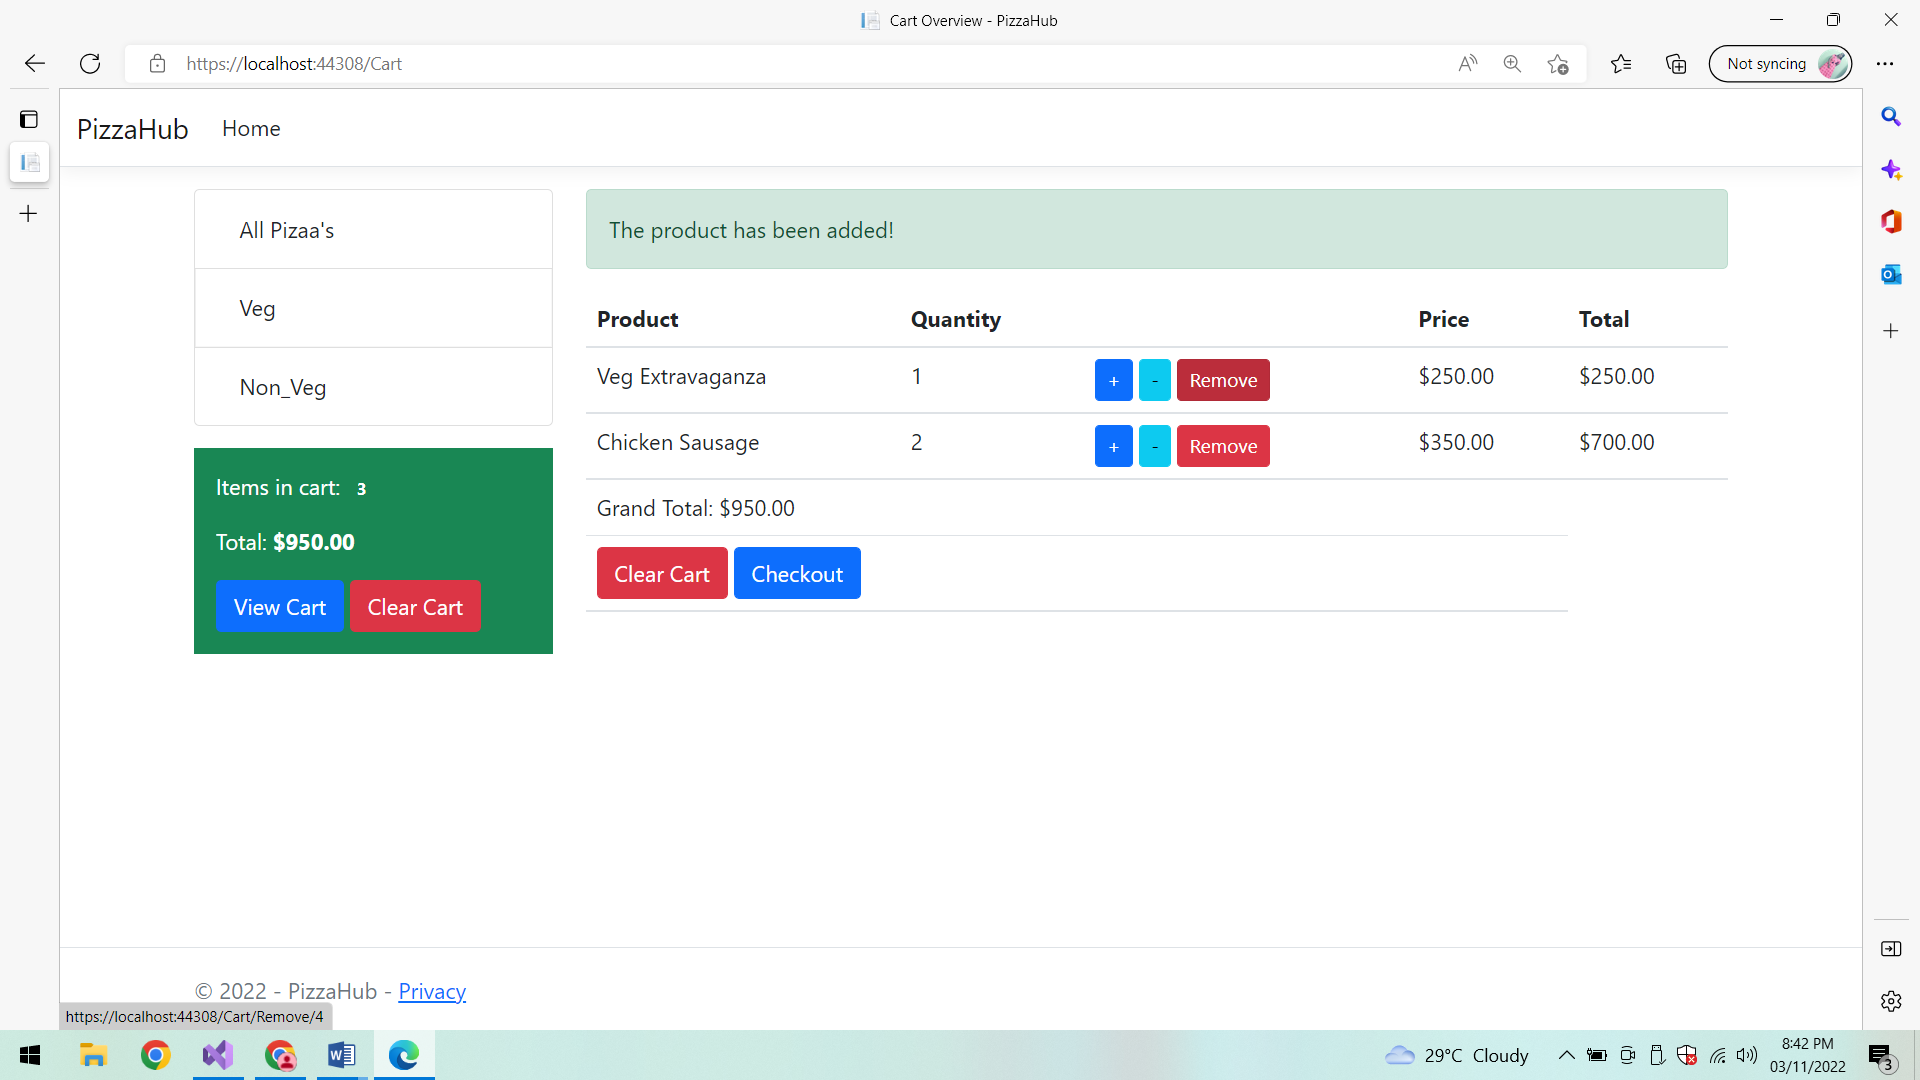 Cart Overview - PizzaHub
https://localhost:44308/Cart
Not syncing
PizzaHub Home
All Pizaa's
Veg
Non_Veg
Items in cart: 3
Total: $950.00
View Cart Clear Cart
The product has been added!
Product Quantity Price Total
Veg Extravaganza 1 + - Remove $250.00 $250.00
Chicken Sausage 2 + - Remove $350.00 $700.00
Grand Total: $950.00
Clear Cart Checkout
© 2022 - PizzaHub - Privacy
https://localhost:44308/Cart/Remove/4
29°C Cloudy
8:42 PM
03/11/2022
3